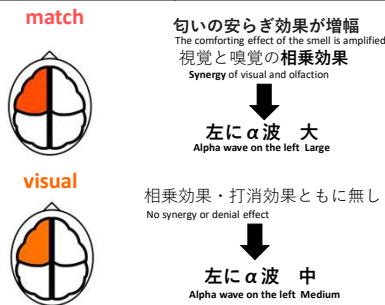 match
匂いの安らぎ効果が増幅
The comforting effect of the smell is amplified
視覚と嗅覚の相乗効果
Synergy of visual and olfaction
左にα波 大
Alpha wave on the left Large
visual
相乗効果・打消効果ともに無し
No synergy or denial effect
左にα波 中
Alpha wave on the left Medium